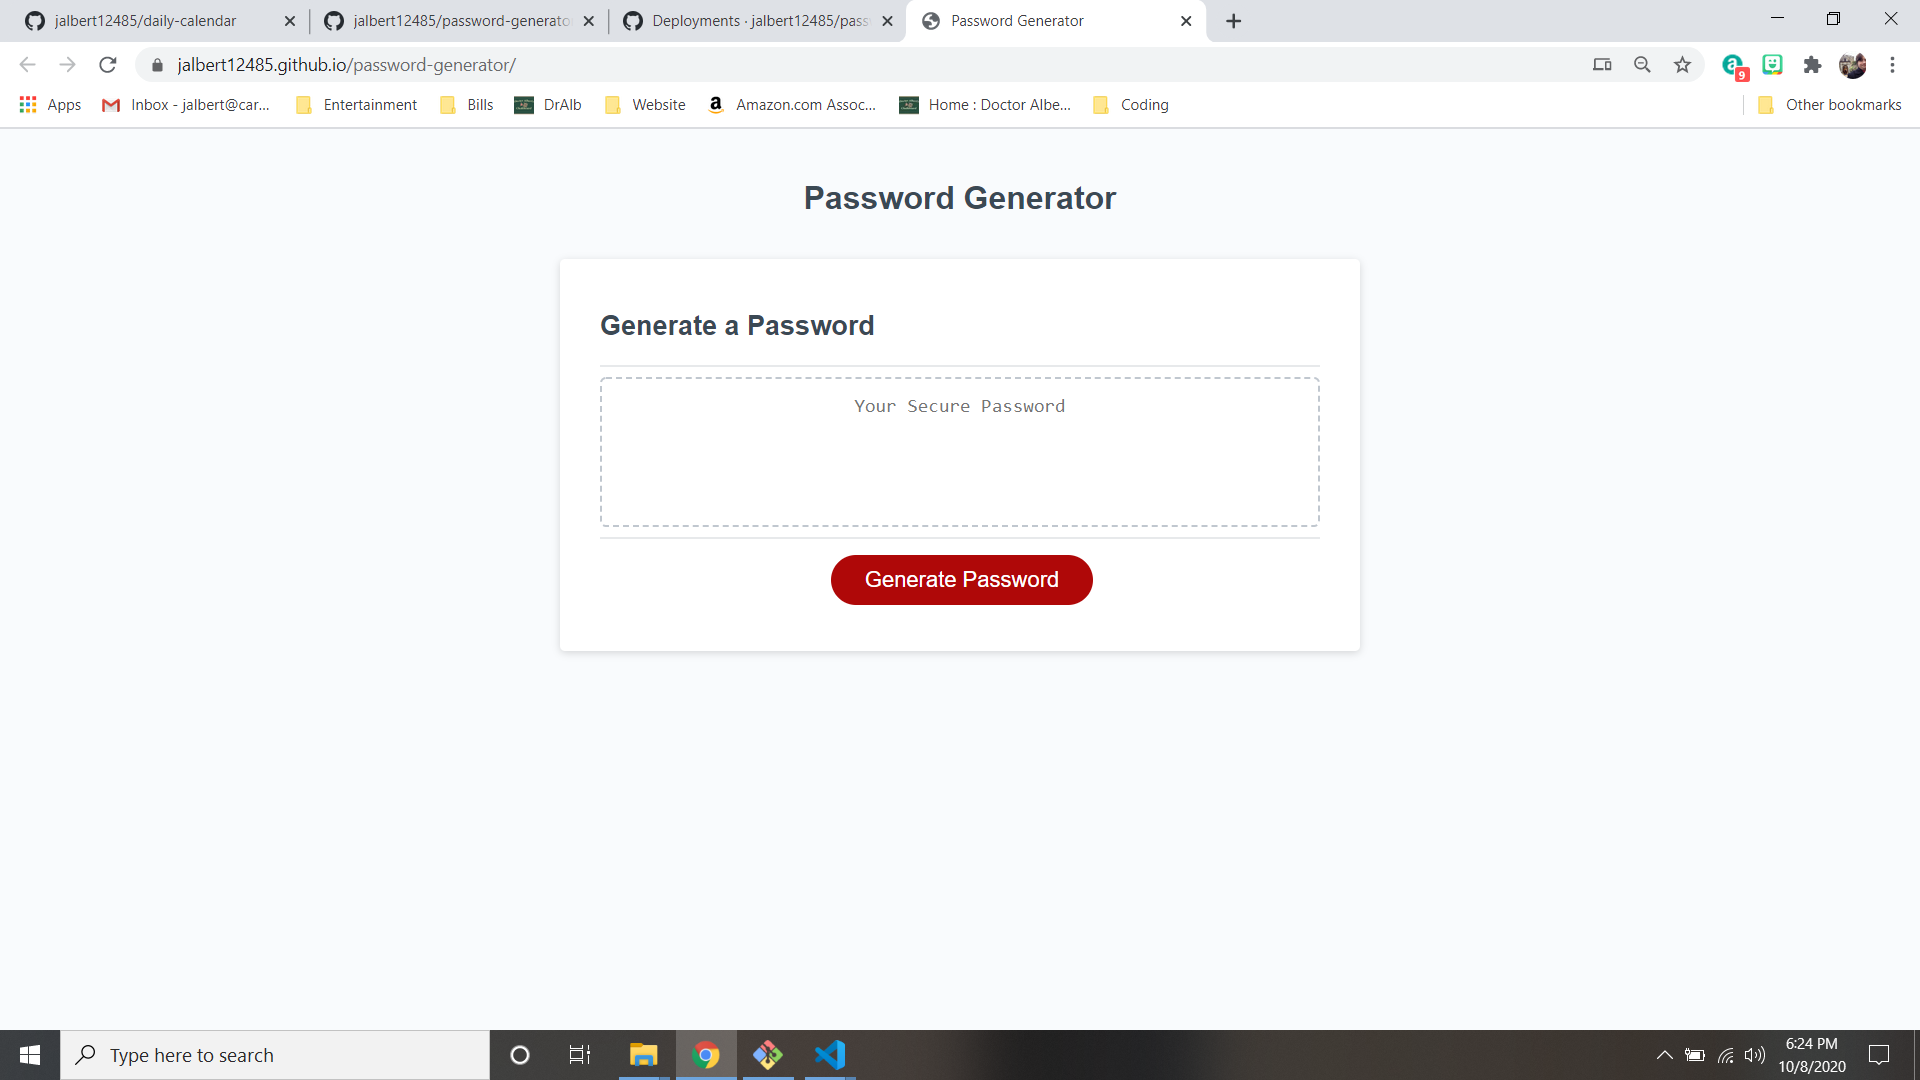 jalbert12485/daily-calendar
jalbert12485/password-generato
Deployments · jalbert12485/pass
Password Generator
jalbert12485.github.io/password-generator/
9
Apps
Inbox - jalbert@car...
Entertainment
Bills
DrAlb
Website
Amazon.com Assoc...
Home : Doctor Albe...
Coding
Other bookmarks
Password Generator
Generate a Password
Your Secure Password
Generate Password
Type here to search
6:24 PM
10/8/2020